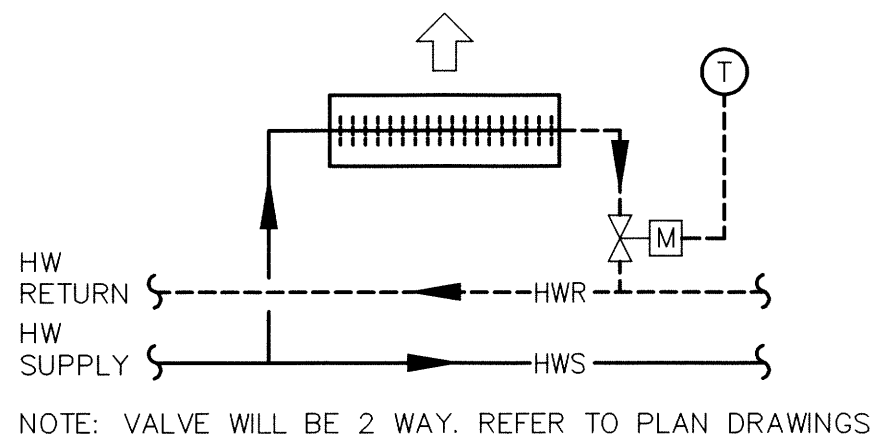 T
M
HW
RETURN
HWR
HW
SUPPLY
HWS
NOTE: VALVE WILL BE 2 WAY. REFER TO PLAN DRAWINGS